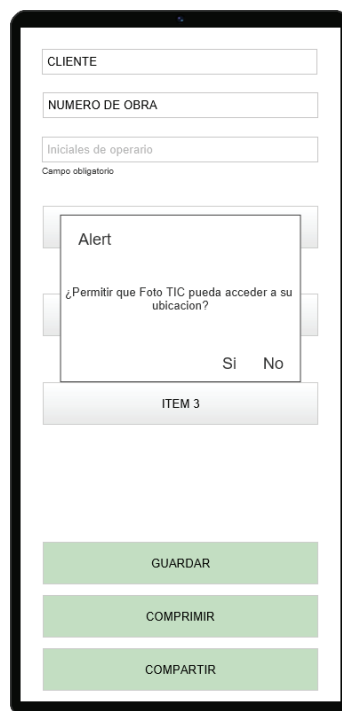 CLIENTE
NUMERO DE OBRA
Iniciales de operario
Campo obligatorio
Alert
¿Permitir que Foto TIC pueda acceder a su
ubicacion?
Si No
ITEM 3
GUARDAR
COMPRIMIR
COMPARTIR